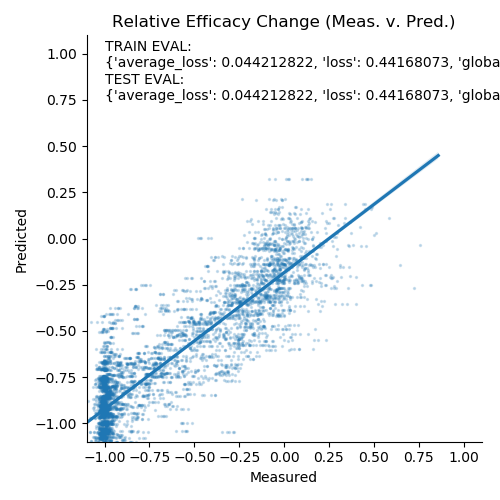 Relative Efficacy Change (Meas. v. Pred.)
TRAIN EVAL:
{'average_loss': 0.044212822, 'loss': 0.44168073, 'globa
TEST EVAL:
{'average_loss': 0.044212822, 'loss': 0.44168073, 'globa
1.00
0.75
0.50
0.25
0.00
−0.25
−0.50
−0.75
−1.00
Predicted
−1.00 −0.75 −0.50 −0.25 0.00 0.25 0.50 0.75 1.00
Measured